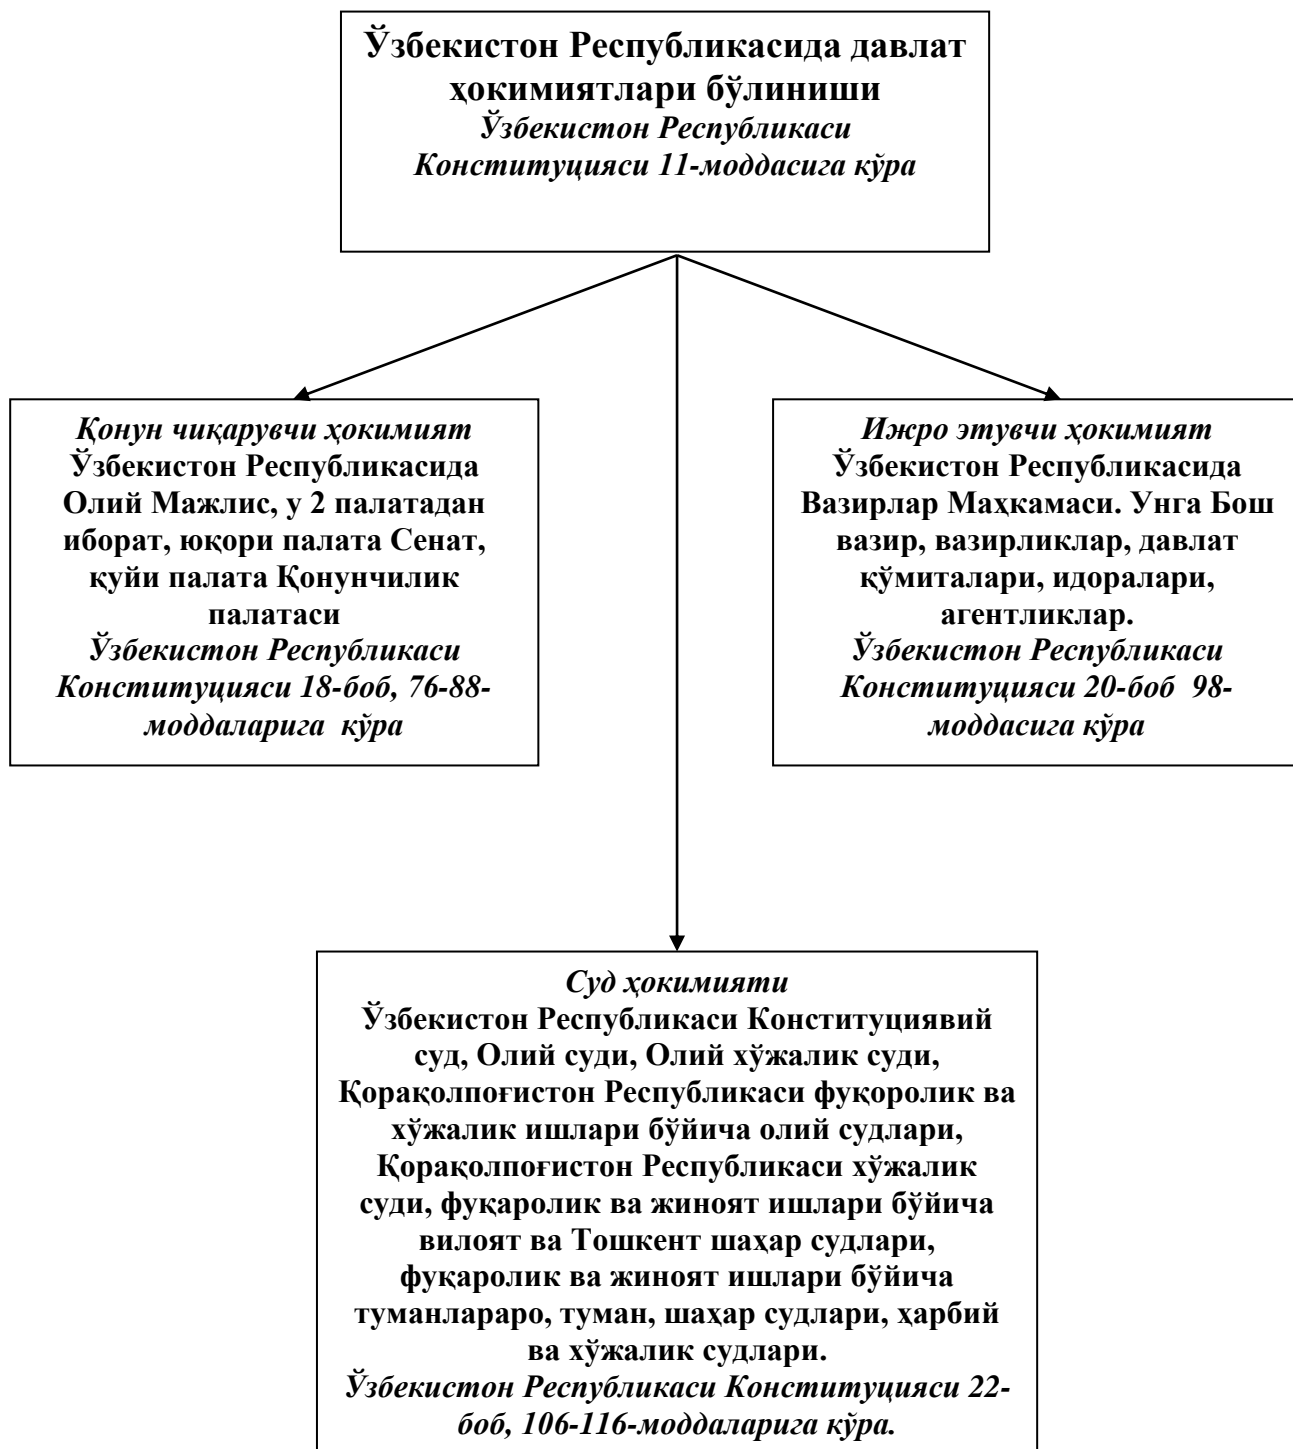 Ўзбекистон Республикасида давлат
ҳокимиятлари бўлиниши
Ўзбекистон Республикаси
Конституцияси 11-моддасига кўра
Қонун чиқарувчи ҳокимият
Ўзбекистон Республикасида
Олий Мажлис, у 2 палатадан
иборат, юқори палата Сенат,
қуйи палата Қонунчилик
палатаси
Ўзбекистон Республикаси
Конституцияси 18-боб, 76-88-
моддаларига кўра
Ижро этувчи ҳокимият
Ўзбекистон Республикасида
Вазирлар Маҳкамаси. Унга Бош
вазир, вазирликлар, давлат
қўмиталари, идоралари,
агентликлар.
Ўзбекистон Республикаси
Конституцияси 20-боб 98-
моддасига кўра
Суд ҳокимияти
Ўзбекистон Республикаси Конституциявий
суд, Олий суди, Олий хўжалик суди,
Қорақолпоғистон Республикаси фуқоролик ва
хўжалик ишлари бўйича олий судлари,
Қорақолпоғистон Республикаси хўжалик
суди, фуқаролик ва жиноят ишлари бўйича
вилоят ва Тошкент шаҳар судлари,
фуқаролик ва жиноят ишлари бўйича
туманлараро, туман, шаҳар судлари, ҳарбий
ва хўжалик судлари.
Ўзбекистон Республикаси Конституцияси 22-
боб, 106-116-моддаларига кўра.